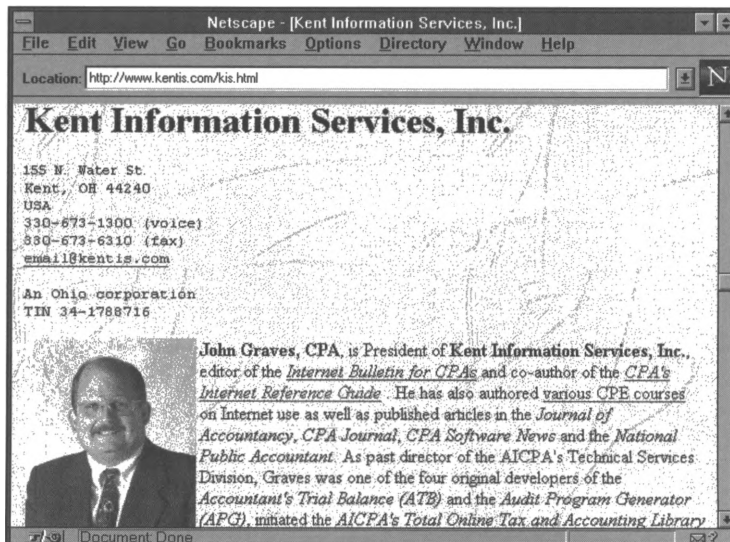 Netscape - [Kent Information Services, Inc.]
File Edit View Go Bookmarks Options Directory Window Help
Location: http://www.kentis.com/kis.html
N
Kent Information Services, Inc.
155 N. Water St.
Kent, OH 44240
USA
330-673-1300 (voice)
330-673-6310 (fax)
email@kentis.com
An Ohio corporation
TIN 34-1788716
John Graves, CPA, is President of Kent Information Services, Inc.,
editor of the Internet Bulletin for CPAs and co-author of the CPA's
Internet Reference Guide. He has also authored various CPE courses
on Internet use as well as published articles in the Journal of
Accountancy, CPA Journal, CPA Software News and the National
Public Accountant. As past director of the AICPA's Technical Services
Division, Graves was one of the four original developers of the
Accountant's Trial Balance (ATB) and the Audit Program Generator
(APG), initiated the AICPA's Total Online Tax and Accounting Library
Document: Done